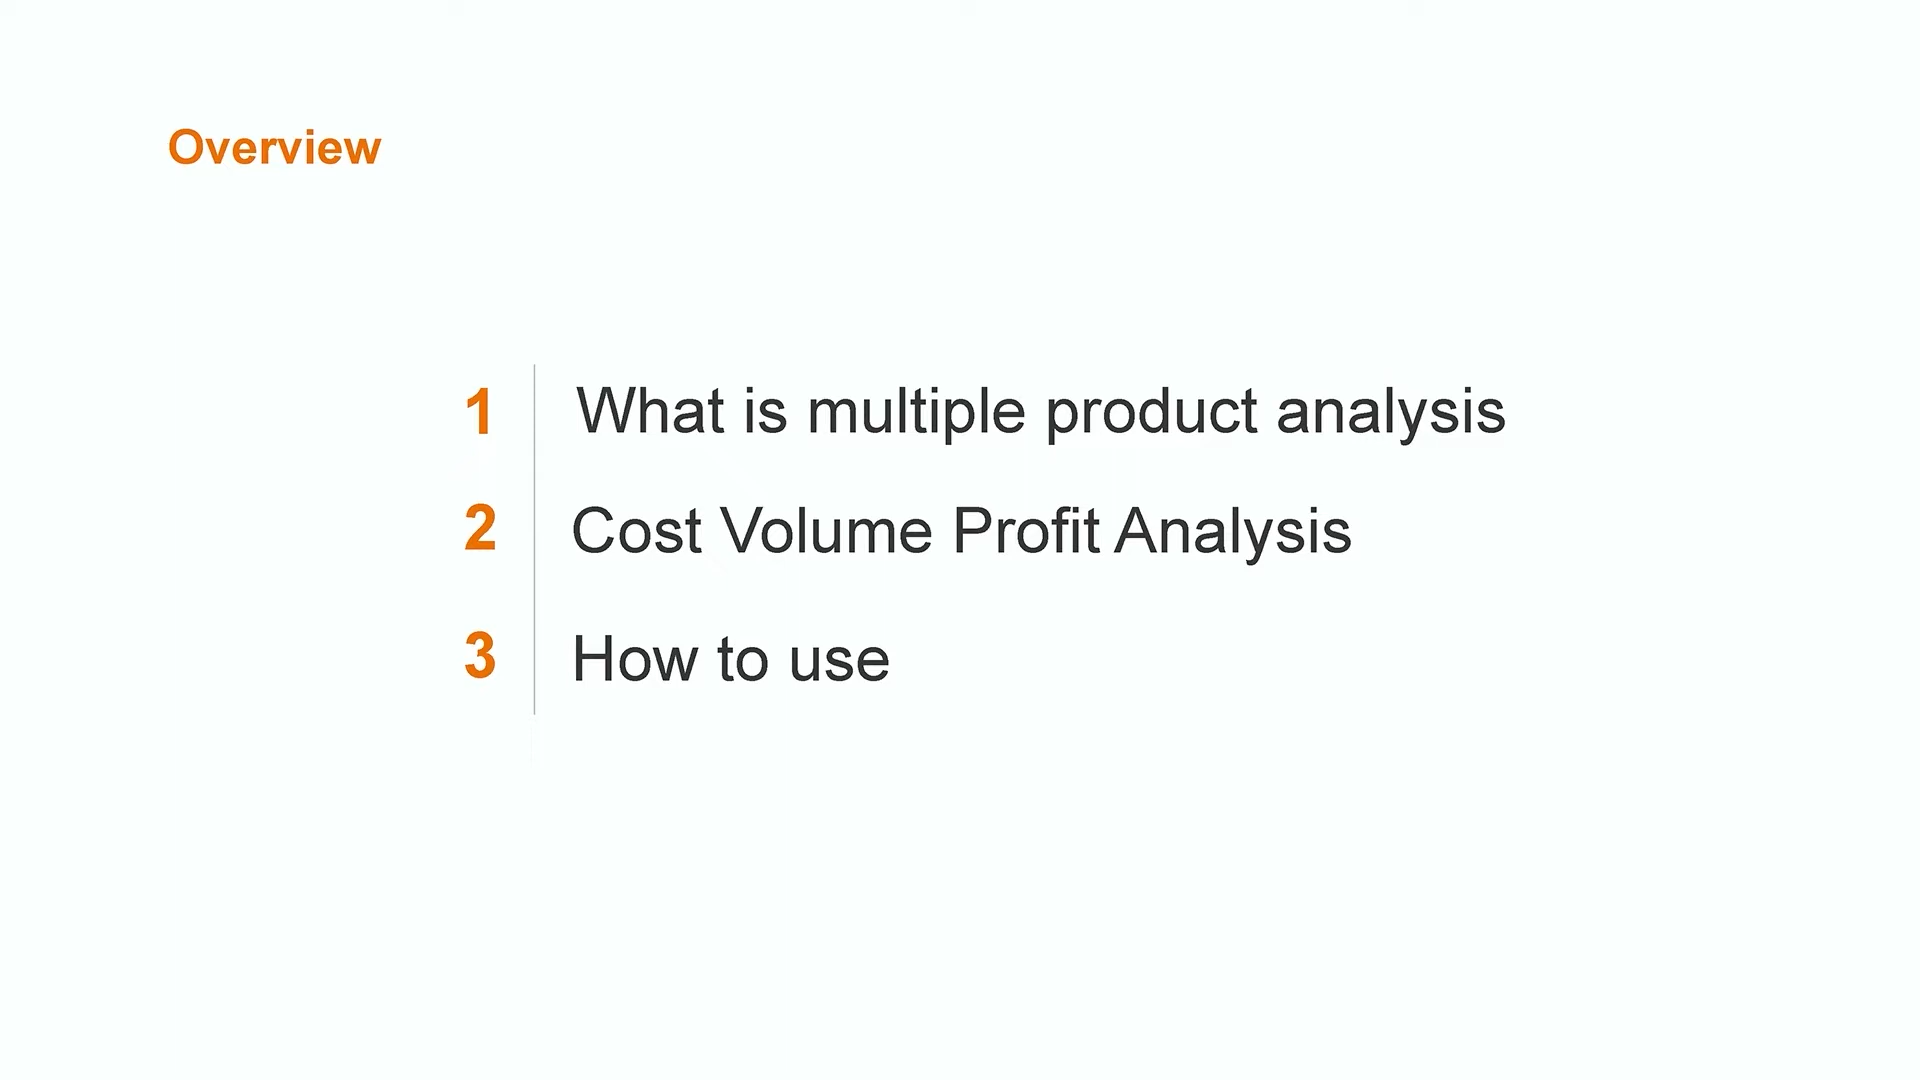 Overview
1 What is multiple product analysis
2 Cost Volume Profit Analysis
3 How to use